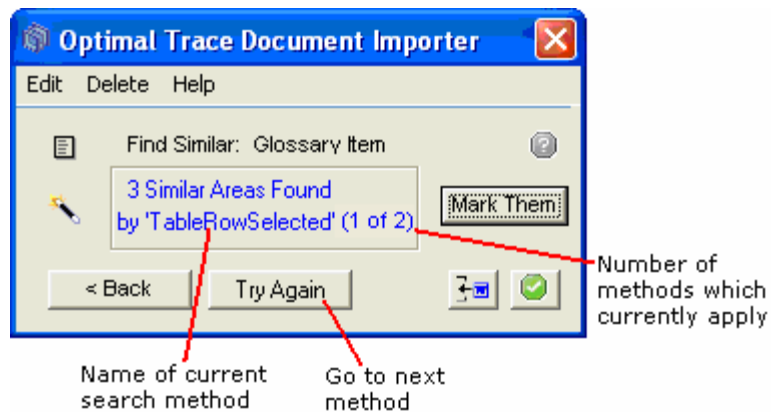 Optimal Trace Document Importer
Edit Delete Help
Find Similar: Glossary Item
3 Similar Areas Found
by 'TableRowSelected' (1 of 2)
Mark Them
< Back
Try Again
Number of
methods which
currently apply
Name of current
search method
Go to next
method